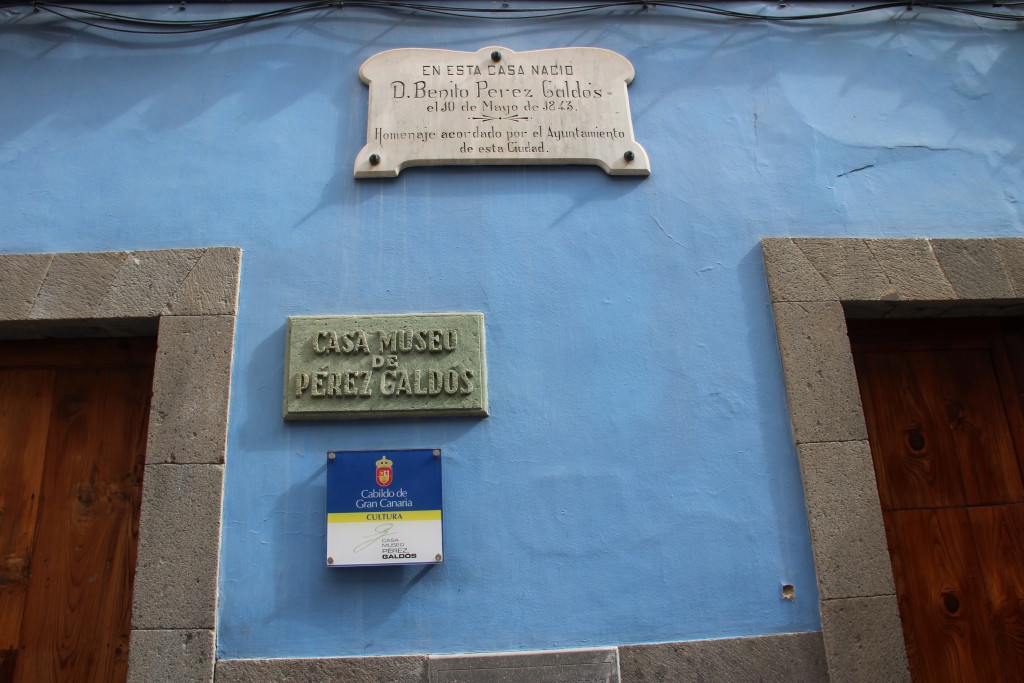 EN ESTA CASA NACIO
D. Benito Perez Galdós
el 10 de Mayo de 1843.
Homenaje acordado por el Ayuntamiento
de esta Ciudad.
CASA MUSEO
DE
PÉREZ GALDÓS
Cabildo de
Gran Canaria
CULTURA
CASA
MUSEO
PÉREZ
GALDÓS